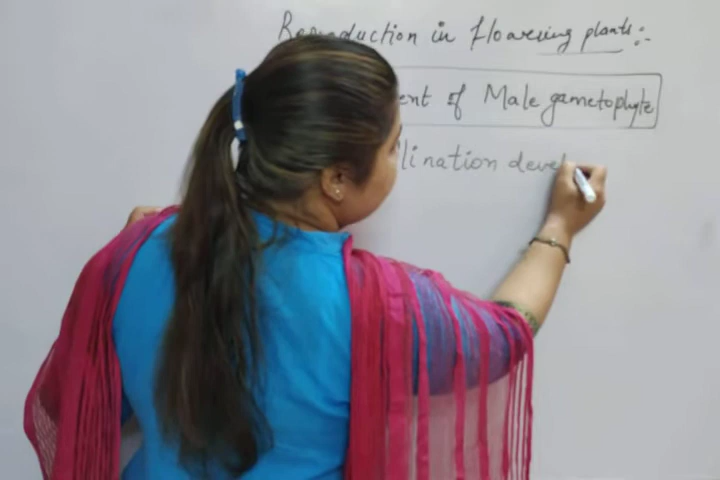 Reproduction in flowering plants:-
ent of Male gametophyte
llination devel